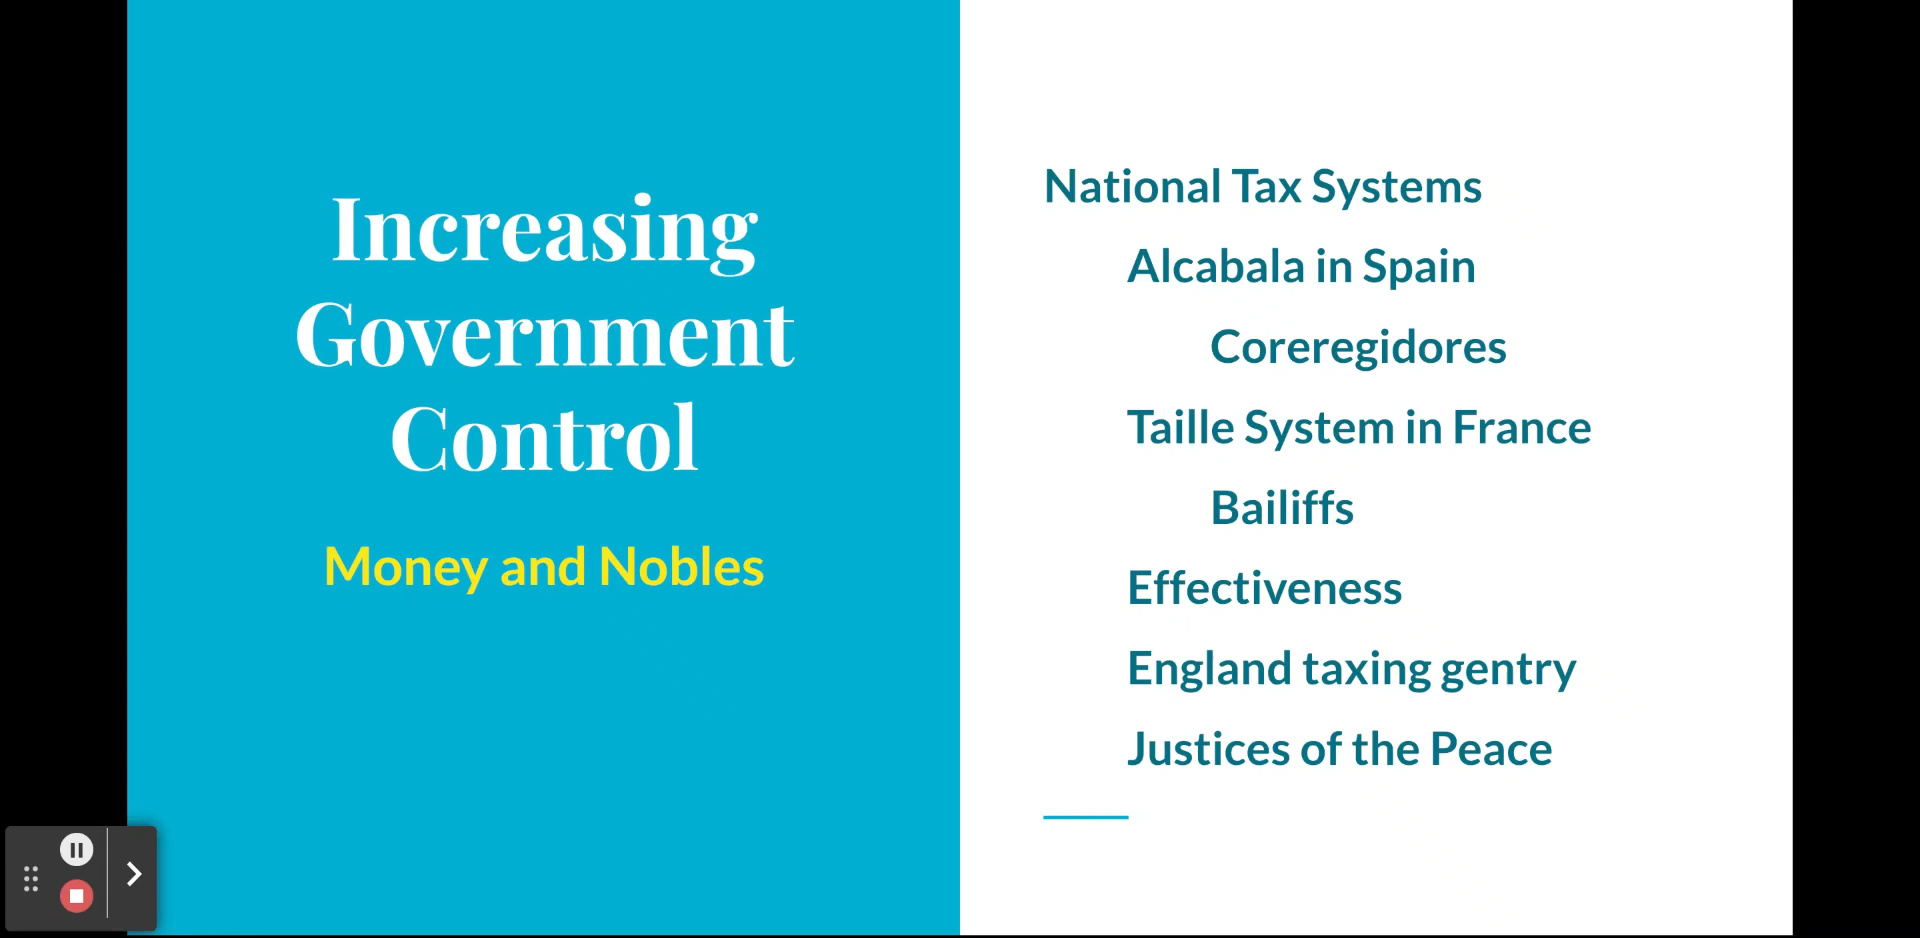 Increasing
Government
Control
Money and Nobles
National Tax Systems
Alcabala in Spain
Coreregidores
Taille System in France
Bailiffs
Effectiveness
England taxing gentry
Justices of the Peace